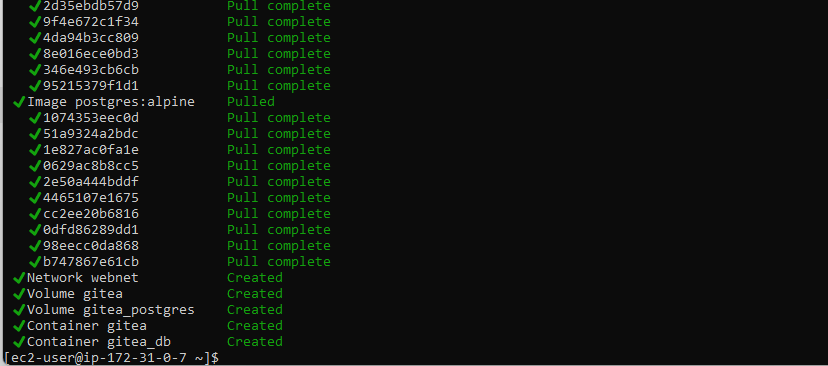 ✔2d35ebdb57d9 Pull complete
✔9f4e672c1f34 Pull complete
✔4da94b3cc809 Pull complete
✔8e016ece0bd3 Pull complete
✔346e493cb6cb Pull complete
✔95215379f1d1 Pull complete
✔Image postgres:alpine Pulled
✔1074353eec0d Pull complete
✔51a9324a2bdc Pull complete
✔1e827ac0fa1e Pull complete
✔0629ac8b8cc5 Pull complete
✔2e50a444bddf Pull complete
✔4465107e1675 Pull complete
✔cc2ee20b6816 Pull complete
✔0dfd86289dd1 Pull complete
✔98eecc0da868 Pull complete
✔b747867e61cb Pull complete
✔Network webnet Created
✔Volume gitea Created
✔Volume gitea_postgres Created
✔Container gitea Created
✔Container gitea_db Created
[ec2-user@ip-172-31-0-7 ~]$